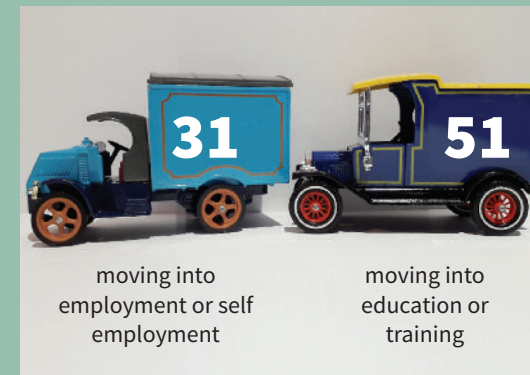 31
51
moving into
employment or self
employment
moving into
education or
training